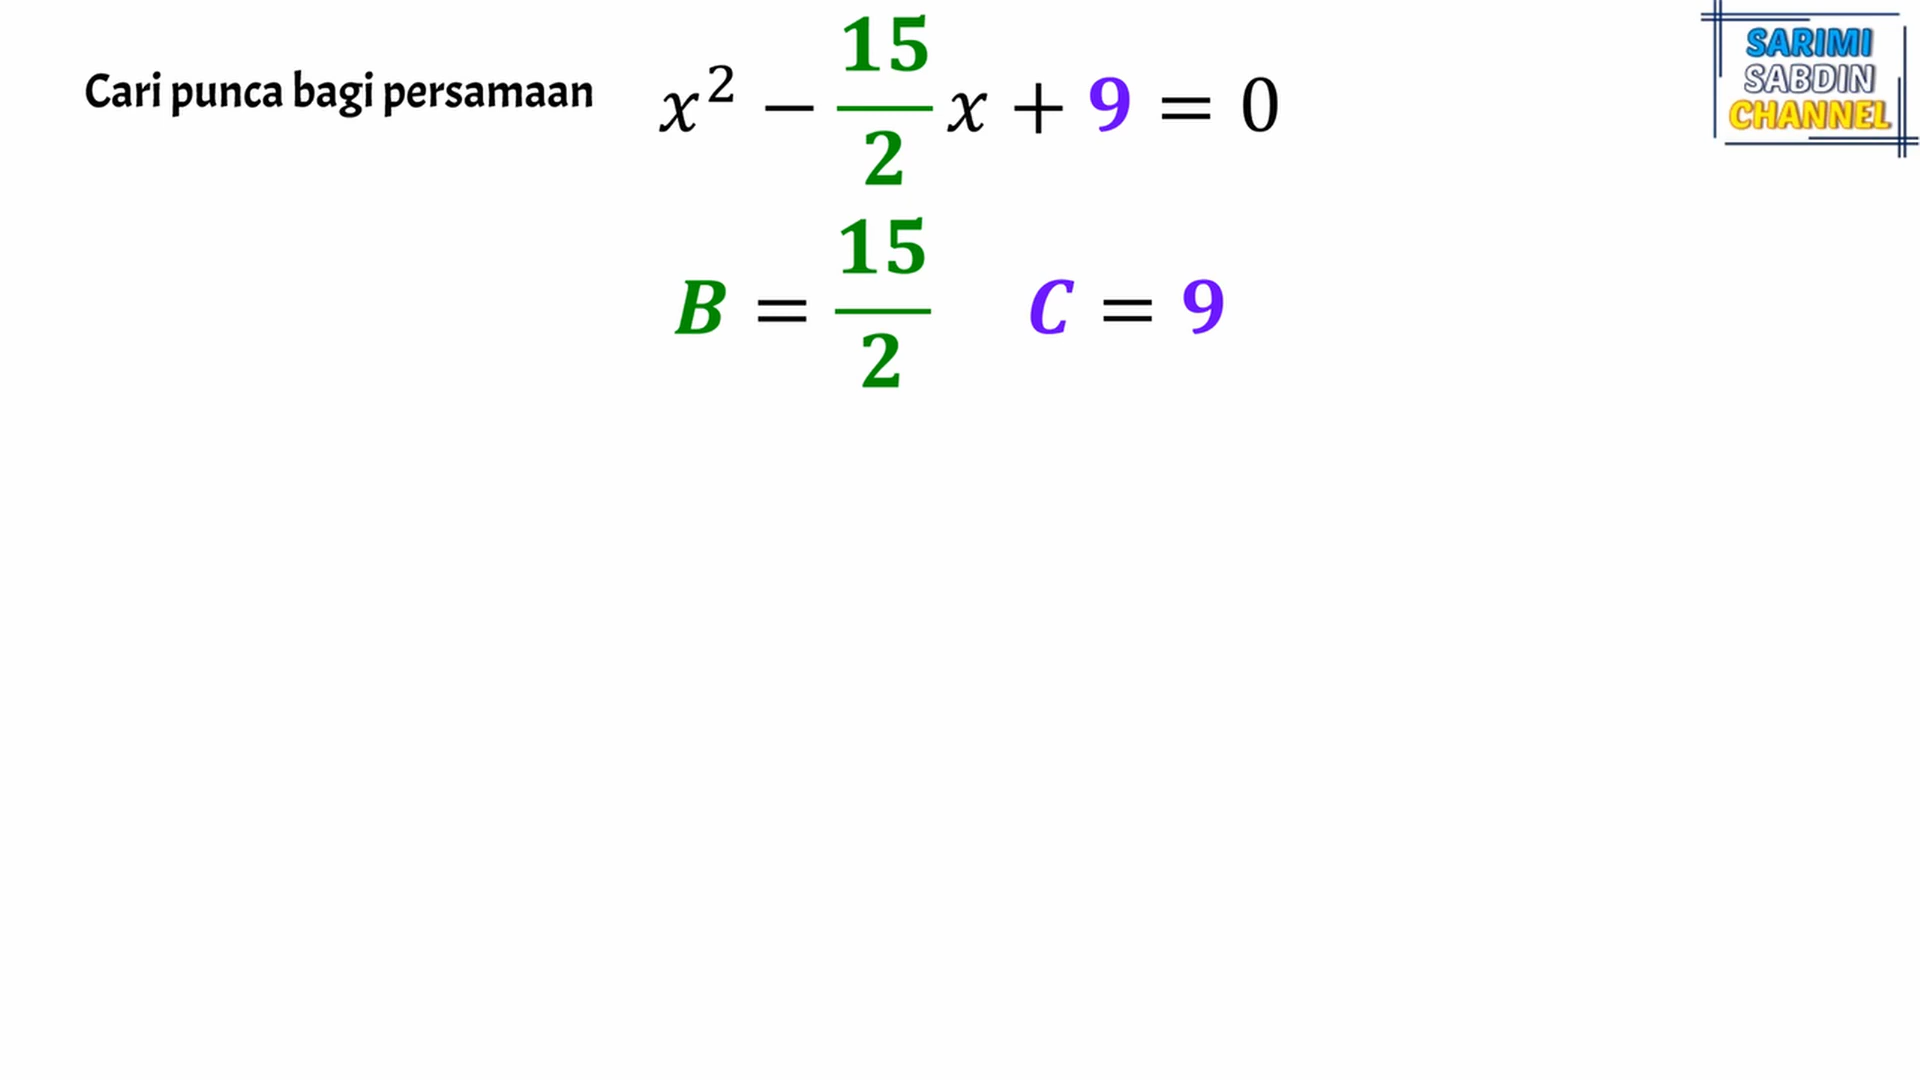 Cari punca bagi persamaan x² − 15/2 x + 9 = 0
B = 15/2 C = 9
SARIMI
SABDIN
CHANNEL